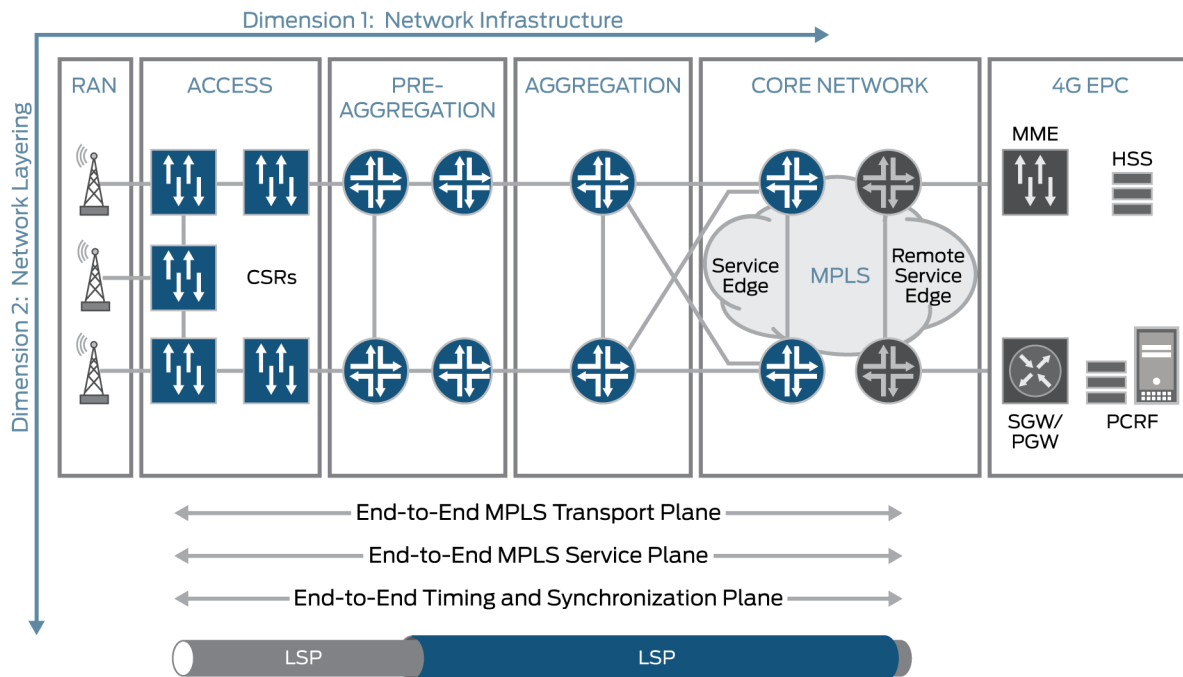 Dimension 1: Network Infrastructure
Dimension 2: Network Layering
RAN
ACCESS
PRE-
AGGREGATION
AGGREGATION
CORE NETWORK
4G EPC
MME
HSS
CSRs
Service
Edge
MPLS
Remote
Service
Edge
SGW/
PGW
PCRF
End-to-End MPLS Transport Plane
End-to-End MPLS Service Plane
End-to-End Timing and Synchronization Plane
LSP
LSP